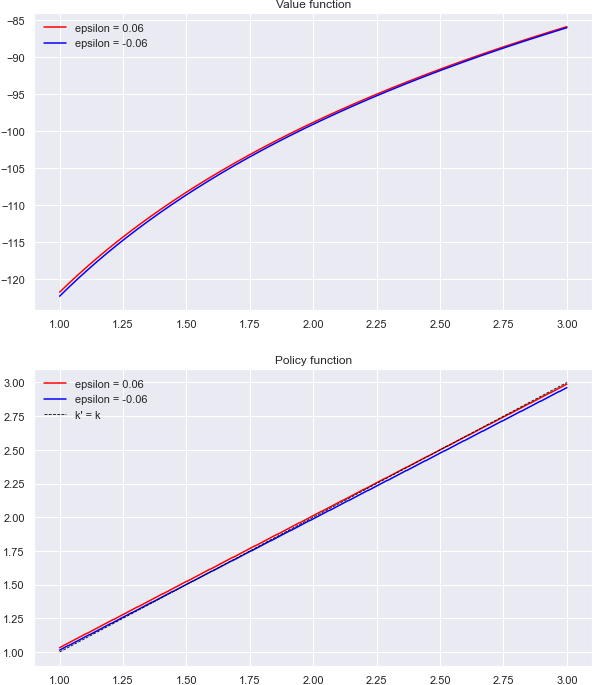 Value function
−85
−90
−95
−100
−105
−110
−115
−120
epsilon = 0.06
epsilon = -0.06
1.00 1.25 1.50 1.75 2.00 2.25 2.50 2.75 3.00
Policy function
3.00
2.75
2.50
2.25
2.00
1.75
1.50
1.25
1.00
epsilon = 0.06
epsilon = -0.06
k' = k
1.00 1.25 1.50 1.75 2.00 2.25 2.50 2.75 3.00